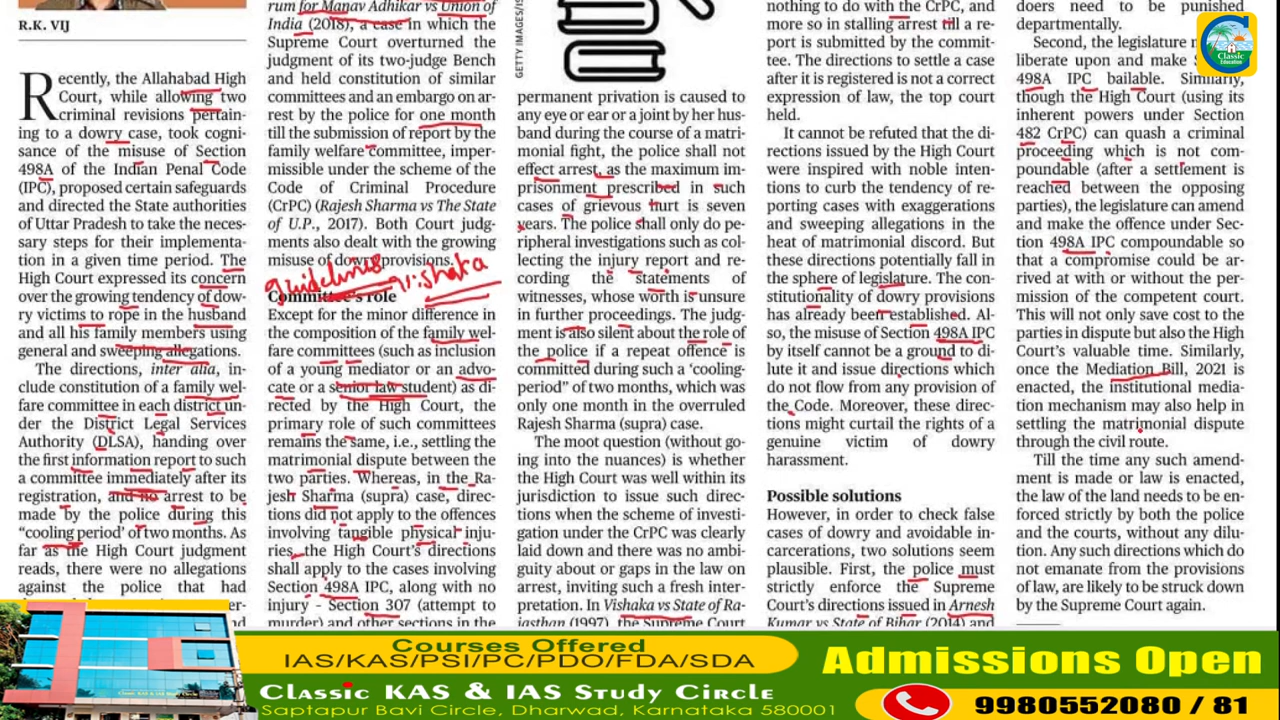 R.K. VIJ
Recently, the Allahabad High
Court, while allowing two
criminal revisions pertain-
ing to a dowry case, took cogni-
sance of the misuse of Section
498A of the Indian Penal Code
(IPC), proposed certain safeguards
and directed the State authorities
of Uttar Pradesh to take the neces-
sary steps for their implementa-
tion in a given time period. The
High Court expressed its concern
over the growing tendency of dow-
ry victims to rope in the husband
and all his family members using
general and sweeping allegations.
The directions, inter alia, in-
clude constitution of a family wel-
fare committee in each district un-
der the District Legal Services
Authority (DLSA), handing over
the first information report to such
a committee immediately after its
registration, and no arrest to be
made by the police during this
“cooling period’ of two months. As
far as the High Court judgment
reads, there were no allegations
against the police that had
rum for Manav Adhikar vs Union of
India (2018), a case in which the
Supreme Court overturned the
judgment of its two-judge Bench
and held constitution of similar
committees and an embargo on ar-
rest by the police for one month
till the submission of report by the
family welfare committee, imper-
missible under the scheme of the
Code of Criminal Procedure
(CrPC) (Rajesh Sharma vs The State
of U.P., 2017). Both Court judg-
ments also dealt with the growing
misuse of dowry provisions.
guidelines Vishaka
Committee’s role
Except for the minor difference in
the composition of the family wel-
fare committees (such as inclusion
of a young mediator or an advo-
cate or a senior law student) as di-
rected by the High Court, the
primary role of such committees
remains the same, i.e., settling the
matrimonial dispute between the
two parties. Whereas, in the Ra-
jesh Sharma (supra) case, direc-
tions did not apply to the offences
involving tangible physical inju-
ries, the High Court’s directions
shall apply to the cases involving
Section 498A IPC, along with no
injury - Section 307 (attempt to
murder) and other sections in the
GETTY IMAGES/IS
permanent privation is caused to
any eye or ear or a joint by her hus-
band during the course of a matri-
monial fight, the police shall not
effect arrest, as the maximum im-
prisonment prescribed in such
cases of grievous hurt is seven
years. The police shall only do pe-
ripheral investigations such as col-
lecting the injury report and re-
cording the statements of
witnesses, whose worth is unsure
in further proceedings. The judg-
ment is also silent about the role of
the police if a repeat offence is
committed during such a ‘cooling-
period” of two months, which was
only one month in the overruled
Rajesh Sharma (supra) case.
The moot question (without go-
ing into the nuances) is whether
the High Court was well within its
jurisdiction to issue such direc-
tions when the scheme of investi-
gation under the CrPC was clearly
laid down and there was no ambi-
guity about or gaps in the law on
arrest, inviting such a fresh inter-
pretation. In Vishaka vs State of Ra-
jasthan (1997), the Supreme Court
nothing to do with the CrPC, and
more so in stalling arrest till a re-
port is submitted by the commit-
tee. The directions to settle a case
after it is registered is not a correct
expression of law, the top court
held.
It cannot be refuted that the di-
rections issued by the High Court
were inspired with noble inten-
tions to curb the tendency of re-
porting cases with exaggerations
and sweeping allegations in the
heat of matrimonial discord. But
these directions potentially fall in
the sphere of legislature. The con-
stitutionality of dowry provisions
has already been established. Al-
so, the misuse of Section 498A IPC
by itself cannot be a ground to di-
lute it and issue directions which
do not flow from any provision of
the Code. Moreover, these direc-
tions might curtail the rights of a
genuine victim of dowry
harassment.
Possible solutions
However, in order to check false
cases of dowry and avoidable in-
carcerations, two solutions seem
plausible. First, the police must
strictly enforce the Supreme
Court’s directions issued in Arnesh
Kumar vs State of Bihar (2014) and
doers need to be punished
departmentally.
Second, the legislature
liberate upon and make
498A IPC bailable. Similarly,
though the High Court (using its
inherent powers under Section
482 CrPC) can quash a criminal
proceeding which is not com-
poundable (after a settlement is
reached between the opposing
parties), the legislature can amend
and make the offence under Sec-
tion 498A IPC compoundable so
that a compromise could be ar-
rived at with or without the per-
mission of the competent court.
This will not only save cost to the
parties in dispute but also the High
Court’s valuable time. Similarly,
once the Mediation Bill, 2021 is
enacted, the institutional media-
tion mechanism may also help in
settling the matrimonial dispute
through the civil route.
Till the time any such amend-
ment is made or law is enacted,
the law of the land needs to be en-
forced strictly by both the police
and the courts, without any dilu-
tion. Any such directions which do
not emanate from the provisions
of law, are likely to be struck down
by the Supreme Court again.
Classic
Education
Courses Offered
IAS/KAS/PSI/PC/PDO/FDA/SDA
Classic KAS & IAS Study Circle
Saptapur Bavi Circle, Dharwad, Karnataka 580001
Admissions Open
9980552080 / 81